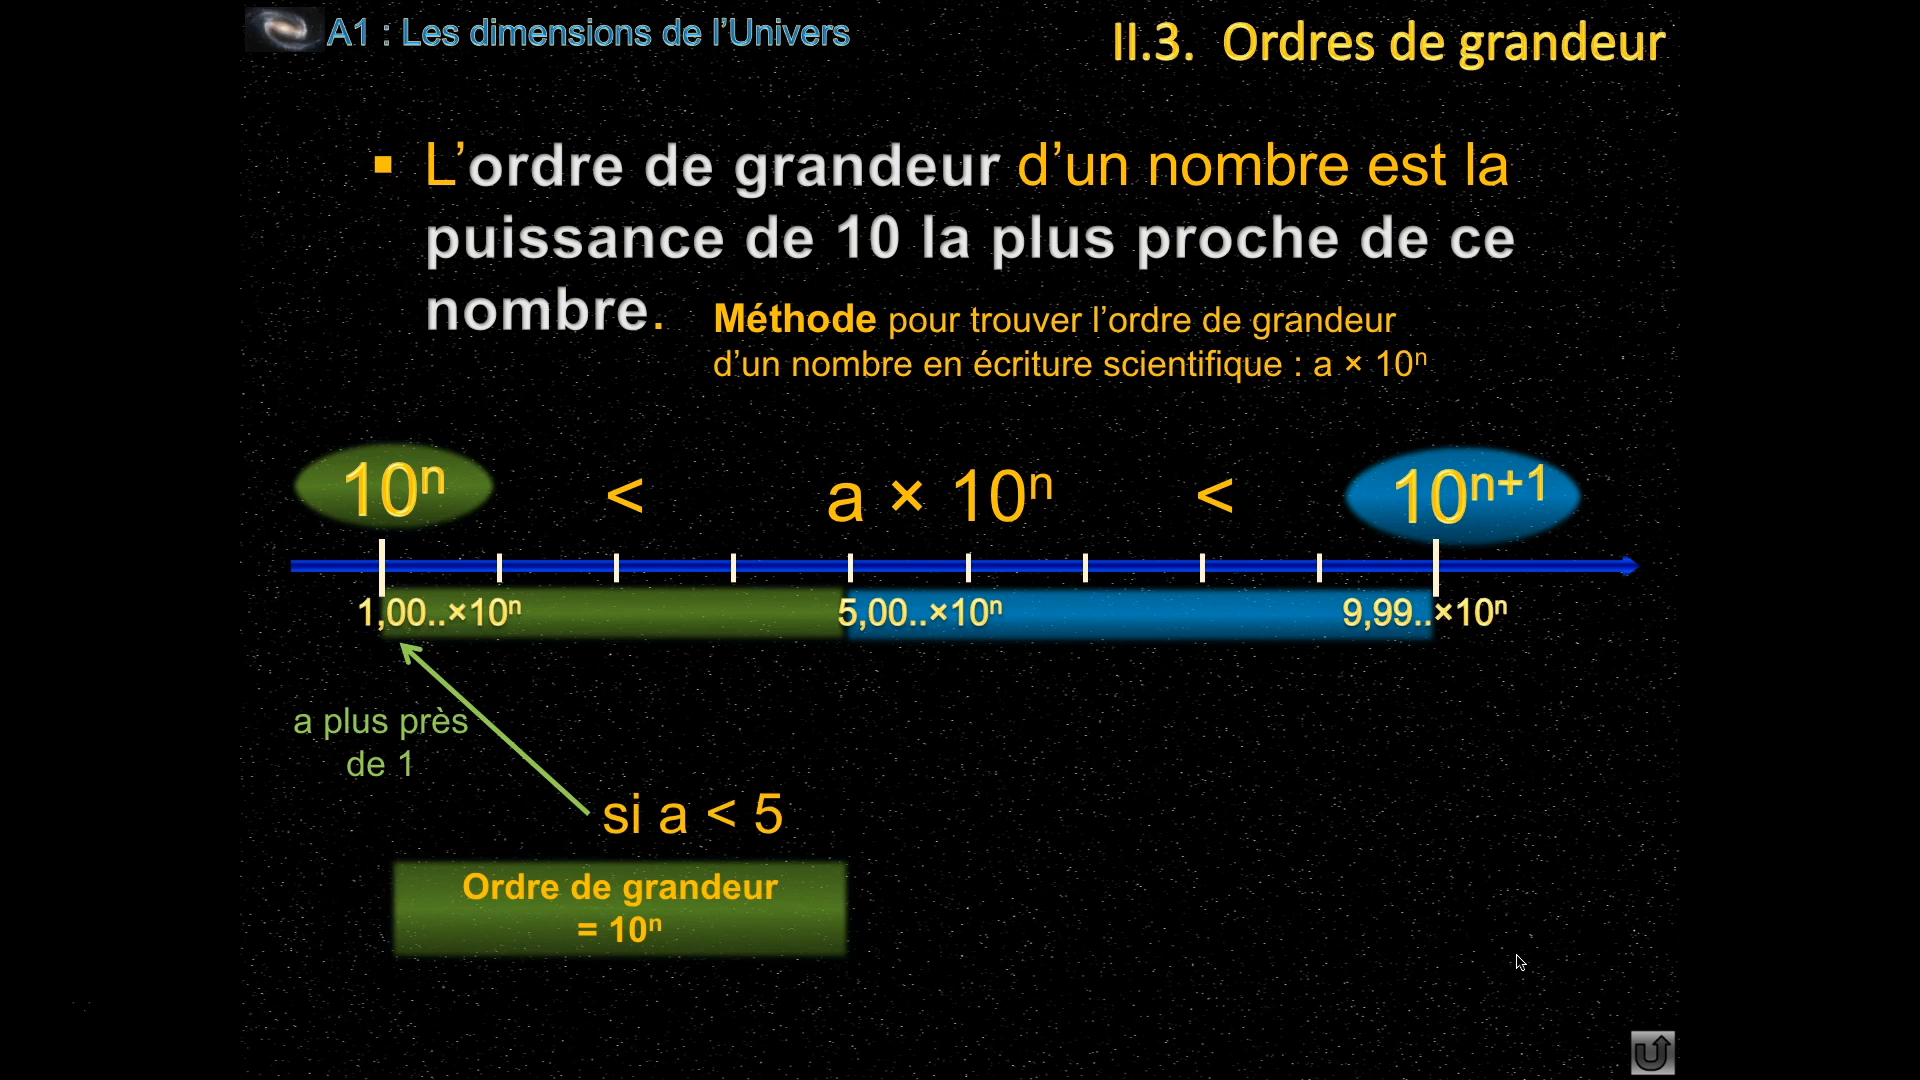 A1 : Les dimensions de l’Univers
II.3. Ordres de grandeur
▪ L’ordre de grandeur d’un nombre est la
puissance de 10 la plus proche de ce
nombre.
Méthode pour trouver l’ordre de grandeur
d’un nombre en écriture scientifique : a × 10ⁿ
10ⁿ < a × 10ⁿ < 10ⁿ⁺¹
1,00..×10ⁿ 5,00..×10ⁿ 9,99..×10ⁿ
a plus près
de 1
si a < 5
Ordre de grandeur
= 10ⁿ